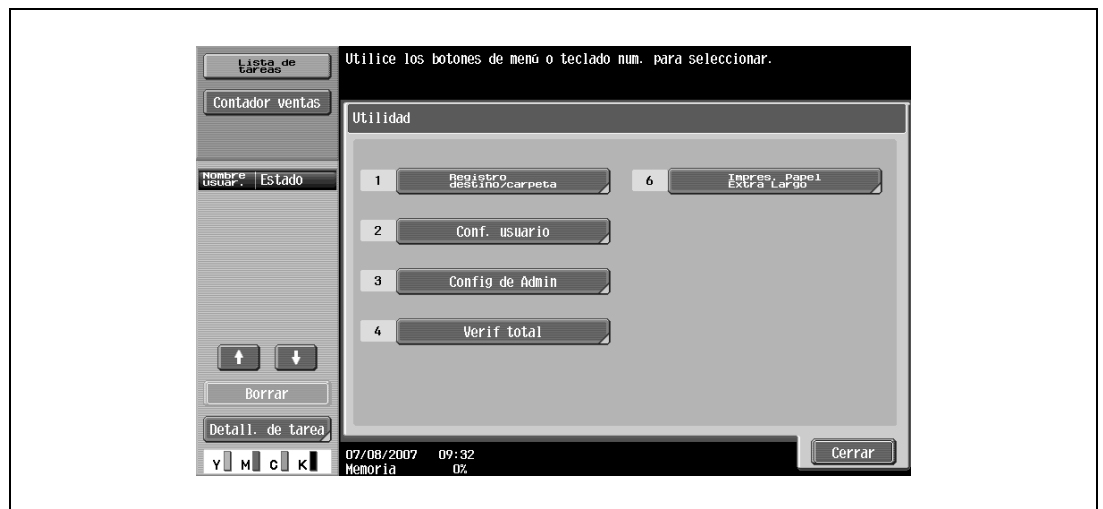 Lista de
tareas
Utilice los botones de menú o teclado num. para seleccionar.
Contador ventas
Utilidad
Nombre
usuar.
Estado
1
Registro
destino/carpeta
6
Impres. Papel
Extra Largo
2
Conf. usuario
3
Config de Admin
4
Verif total
Borrar
Detall. de tarea
Cerrar
Y M C K
07/08/2007 09:32
Memoria 0%